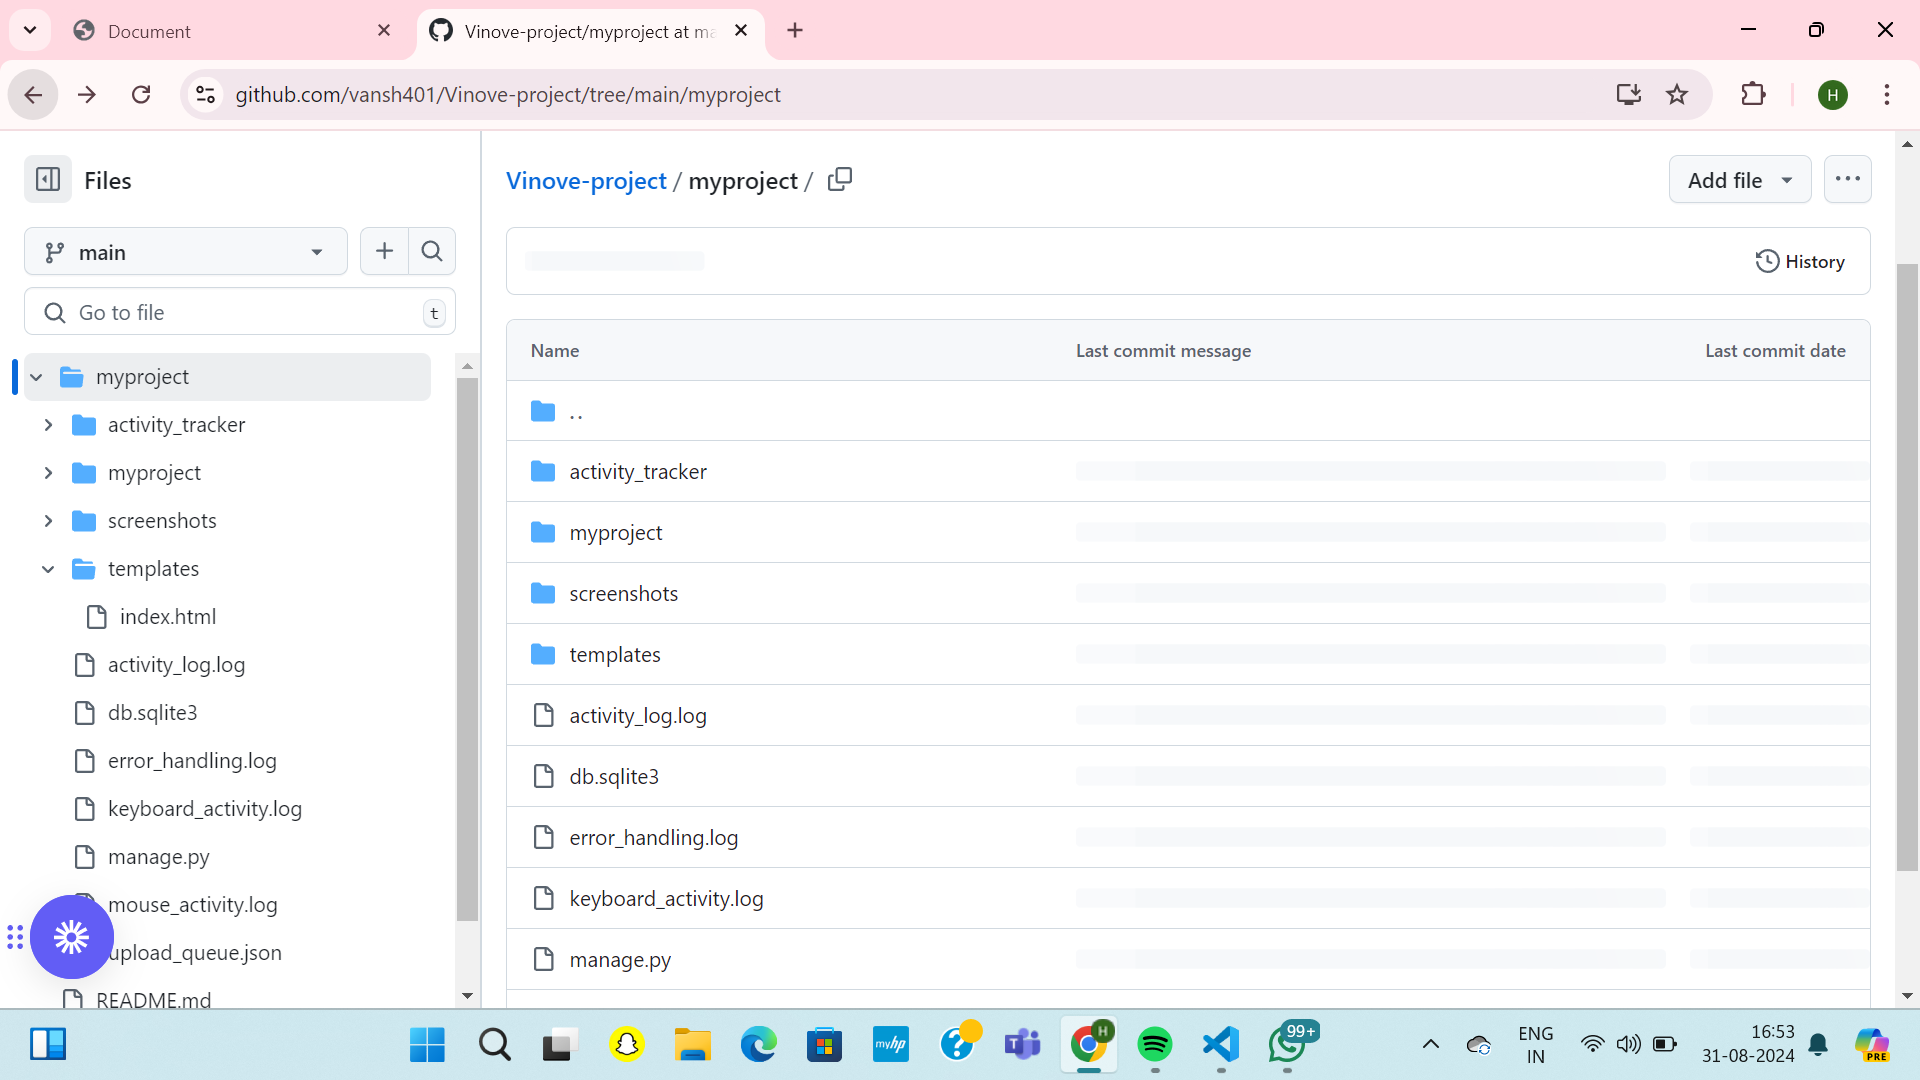 Document
Vinove-project/myproject at ma
github.com/vansh401/Vinove-project/tree/main/myproject
H
Files
main
Go to file
t
myproject
activity_tracker
myproject
screenshots
templates
index.html
activity_log.log
db.sqlite3
error_handling.log
keyboard_activity.log
manage.py
mouse_activity.log
upload_queue.json
README.md
Vinove-project / myproject /
Add file
History
Name Last commit message Last commit date
..
activity_tracker
myproject
screenshots
templates
activity_log.log
db.sqlite3
error_handling.log
keyboard_activity.log
manage.py
myhp
?
T
H
99+
ENG
IN
16:53
31-08-2024
PRE